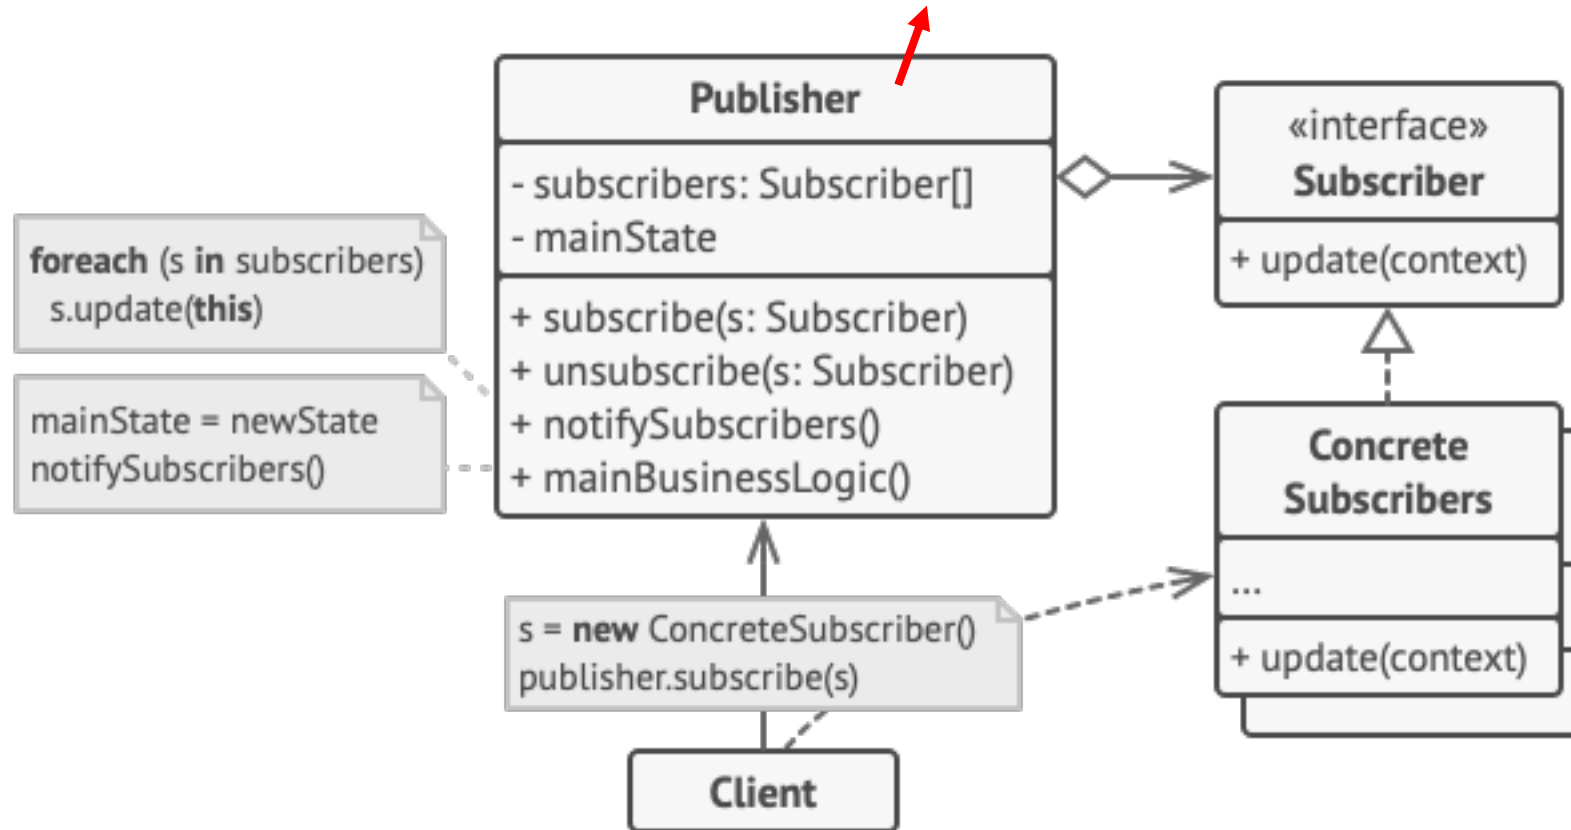 Publisher
- subscribers: Subscriber[]
- mainState
+ subscribe(s: Subscriber)
+ unsubscribe(s: Subscriber)
+ notifySubscribers()
+ mainBusinessLogic()
«interface»
Subscriber
+ update(context)
foreach (s in subscribers)
s.update(this)
mainState = newState
notifySubscribers()
Concrete
Subscribers
...
+ update(context)
s = new ConcreteSubscriber()
publisher.subscribe(s)
Client